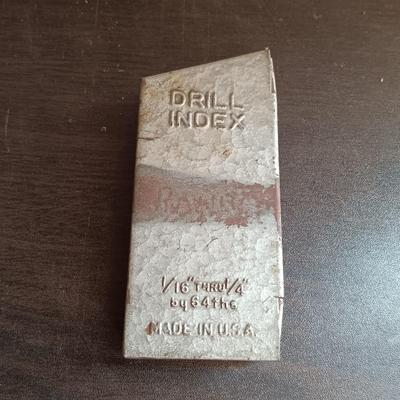 DRILL
INDEX
1/16" THRU 1/4"
by 64ths
MADE IN U.S.A.